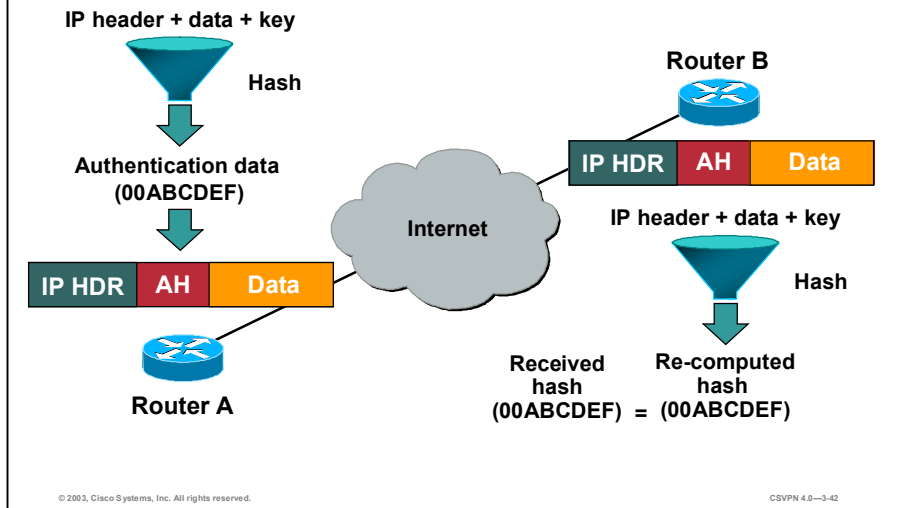 IP header + data + key
Hash
Authentication data
(00ABCDEF)
IP HDR AH Data
Router A
Internet
Router B
IP HDR AH Data
IP header + data + key
Hash
Received
hash
(00ABCDEF)
=
Re-computed
hash
(00ABCDEF)
© 2003, Cisco Systems, Inc. All rights reserved.
CSVPN 4.0—3-42